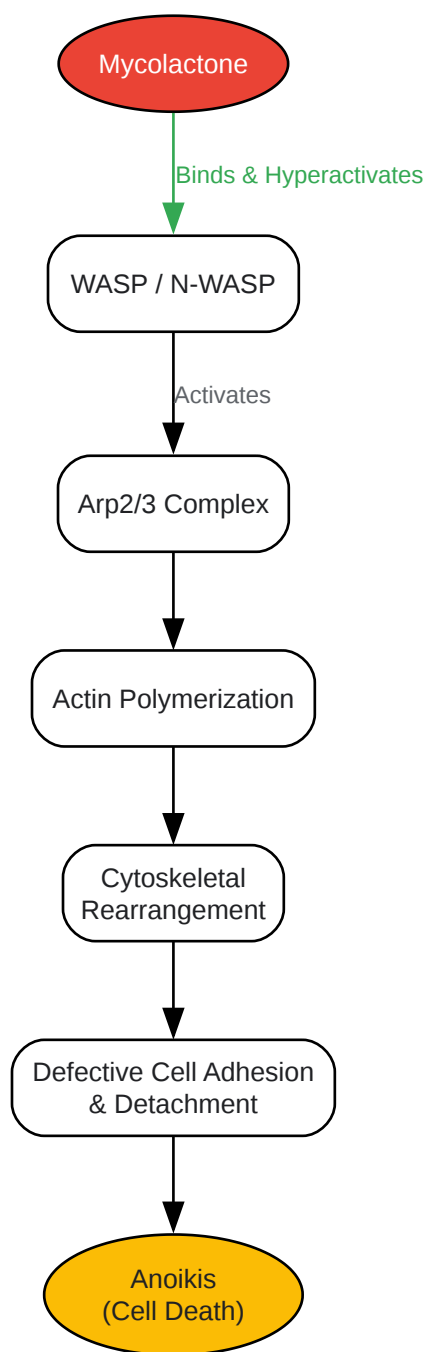 Mycolactone
Binds & Hyperactivates
WASP / N-WASP
Activates
Arp2/3 Complex
Actin Polymerization
Cytoskeletal
Rearrangement
Defective Cell Adhesion
& Detachment
Anoikis
(Cell Death)